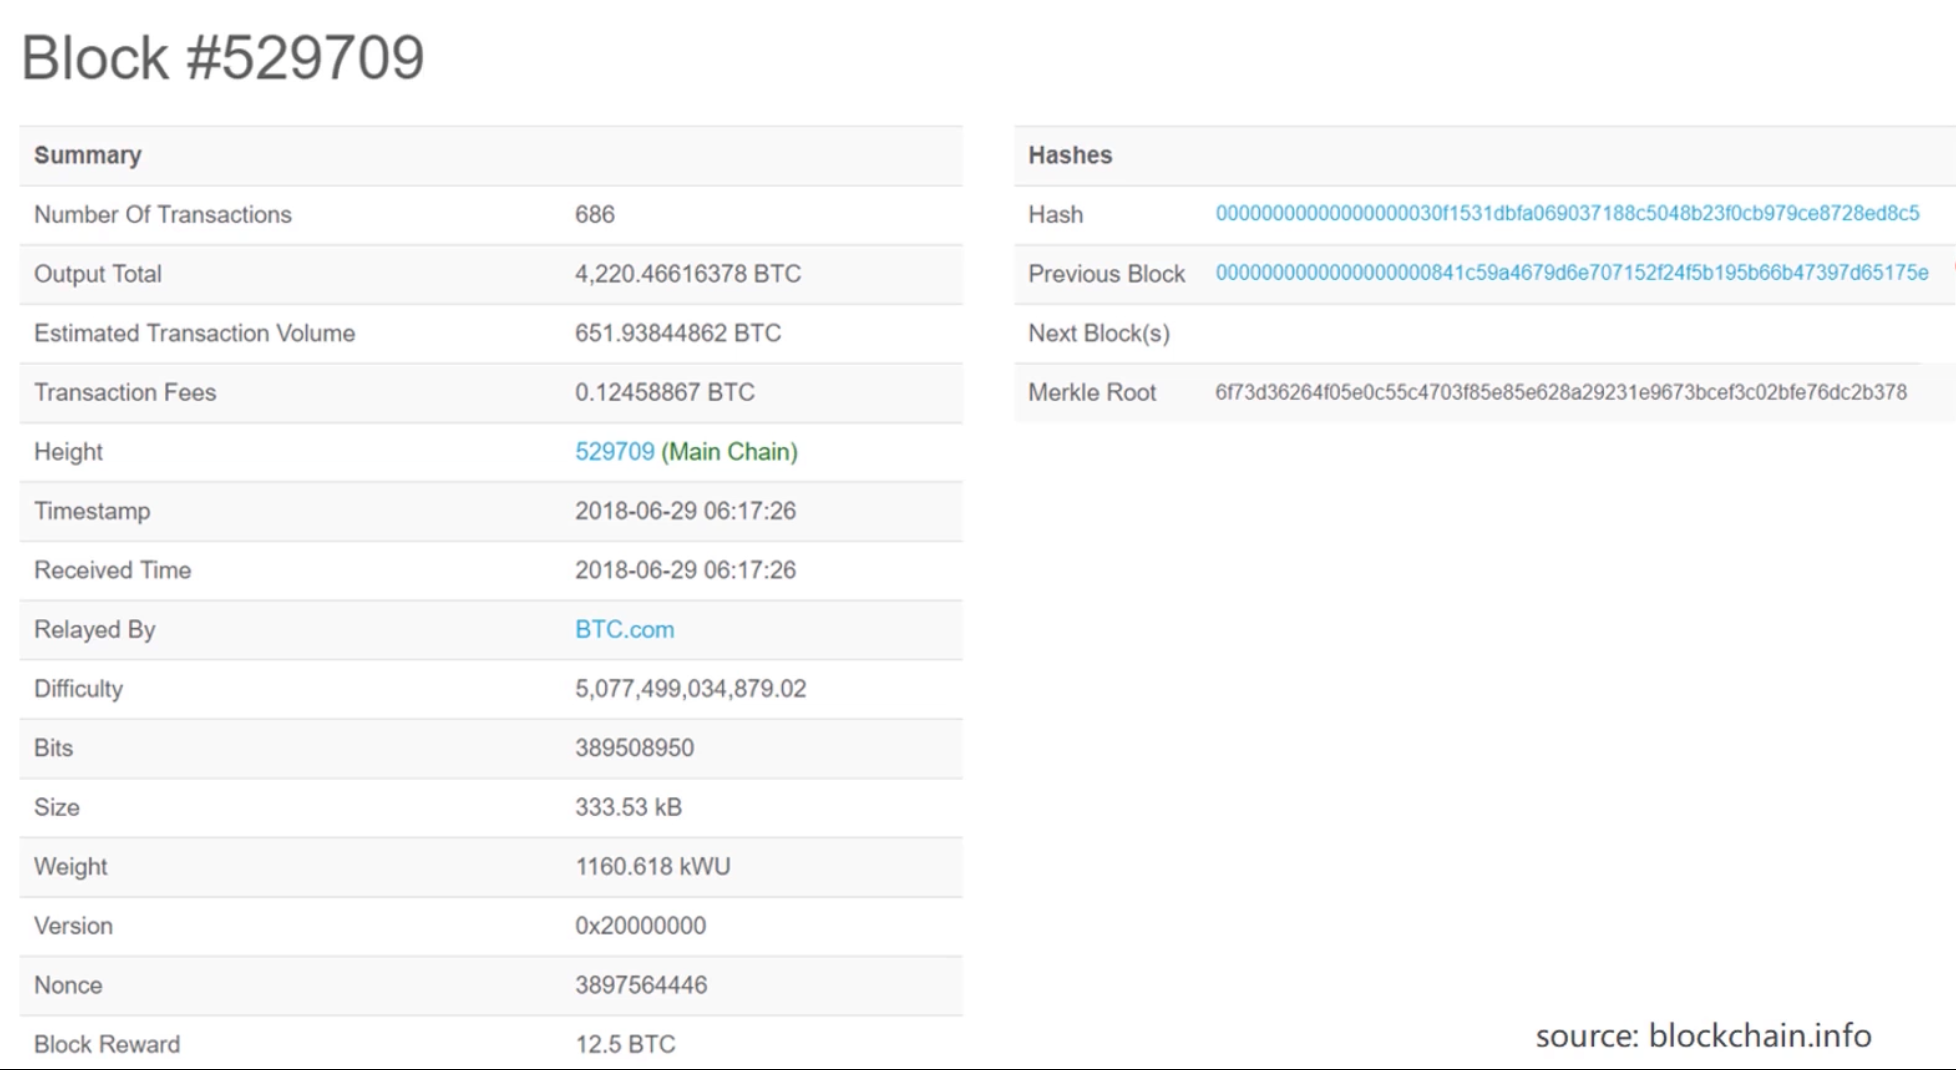 Block #529709
Summary
Number Of Transactions 686
Output Total 4,220.46616378 BTC
Estimated Transaction Volume 651.93844862 BTC
Transaction Fees 0.12458867 BTC
Height 529709 (Main Chain)
Timestamp 2018-06-29 06:17:26
Received Time 2018-06-29 06:17:26
Relayed By BTC.com
Difficulty 5,077,499,034,879.02
Bits 389508950
Size 333.53 kB
Weight 1160.618 kWU
Version 0x20000000
Nonce 3897564446
Block Reward 12.5 BTC
Hashes
Hash 00000000000000000030f1531dbfa069037188c5048b23f0cb979ce8728ed8c5
Previous Block 0000000000000000000841c59a4679d6e707152f24f5b195b66b47397d65175e
Next Block(s)
Merkle Root 6f73d36264f05e0c55c4703f85e85e628a29231e9673bcef3c02bfe76dc2b378
source: blockchain.info